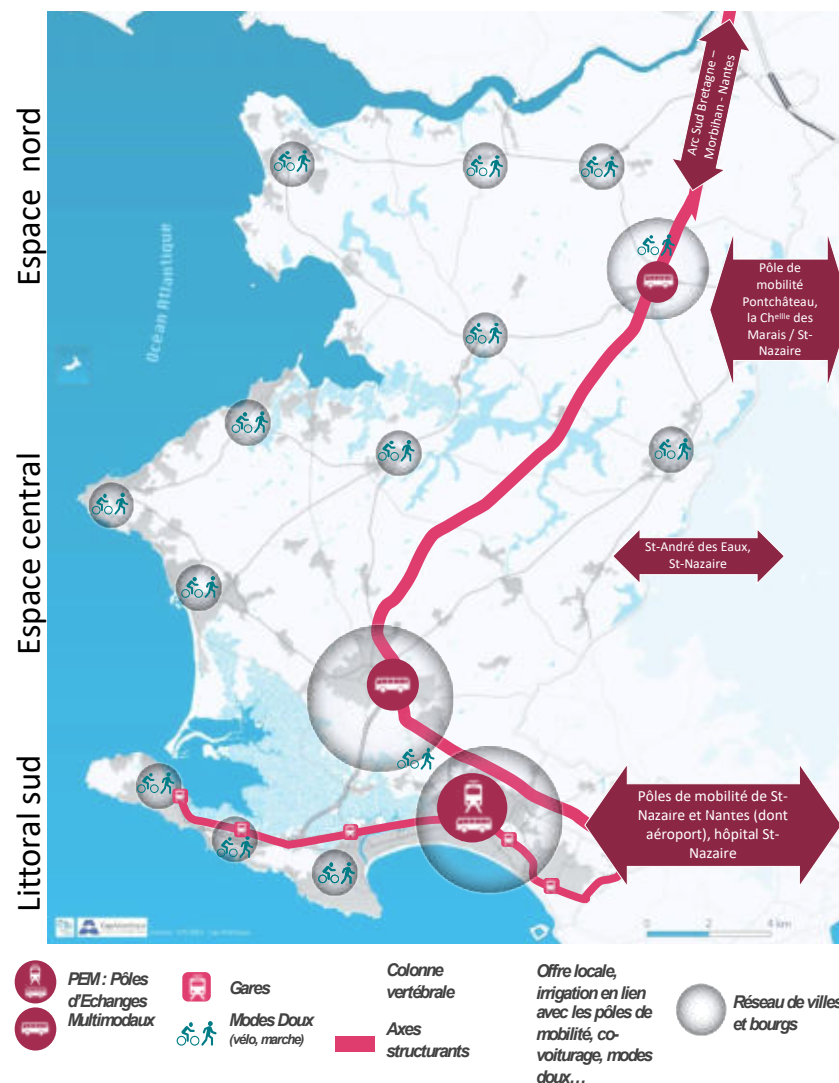 Espace nord
Espace central
Littoral sud
Océan Atlantique
Arc Sud Bretagne –
Morbihan - Nantes
Pôle de
mobilité
Pontchâteau,
la Cheille des
Marais / St-
Nazaire
St-André des Eaux,
St-Nazaire
Pôles de mobilité de St-
Nazaire et Nantes (dont
aéroport), hôpital St-
Nazaire
0 2 4 km
PEM : Pôles
d'Echanges
Multimodaux
Gares
Modes Doux
(vélo, marche)
Colonne
vertébrale
Axes
structurants
Offre locale,
irrigation en lien
avec les pôles de
mobilité, co-
voiturage, modes
doux…
Réseau de villes
et bourgs